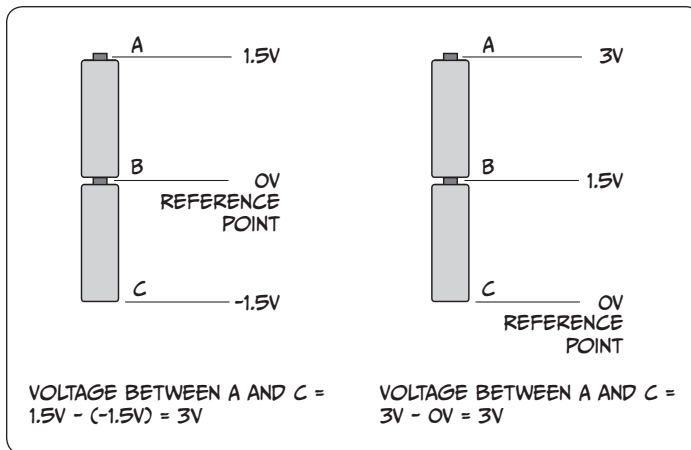 A
1.5V
B
0V
REFERENCE
POINT
C
-1.5V
VOLTAGE BETWEEN A AND C =
1.5V - (-1.5V) = 3V
A
3V
B
1.5V
C
0V
REFERENCE
POINT
VOLTAGE BETWEEN A AND C =
3V - 0V = 3V